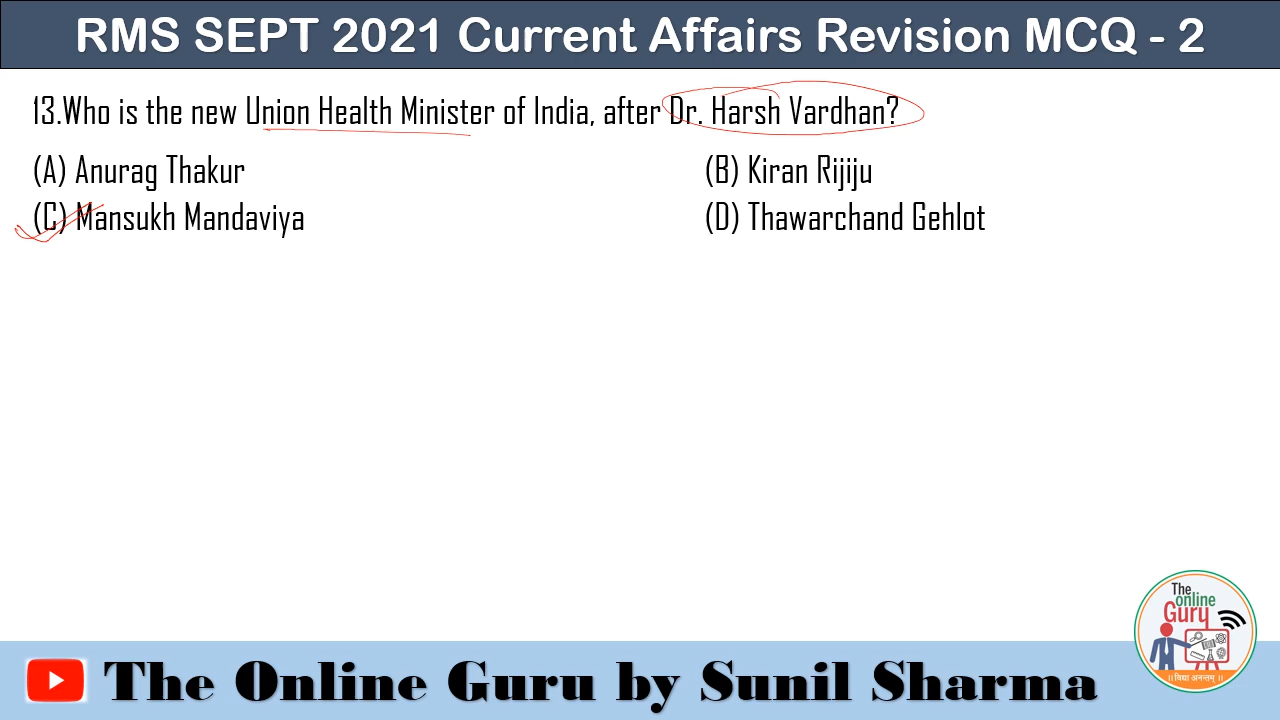 RMS SEPT 2021 Current Affairs Revision MCQ - 2
13.Who is the new Union Health Minister of India, after Dr. Harsh Vardhan?
(A) Anurag Thakur (B) Kiran Rijiju
(C) Mansukh Mandaviya (D) Thawarchand Gehlot
The
online
Guru
।। विद्या अनन्तम् ।।
The Online Guru by Sunil Sharma